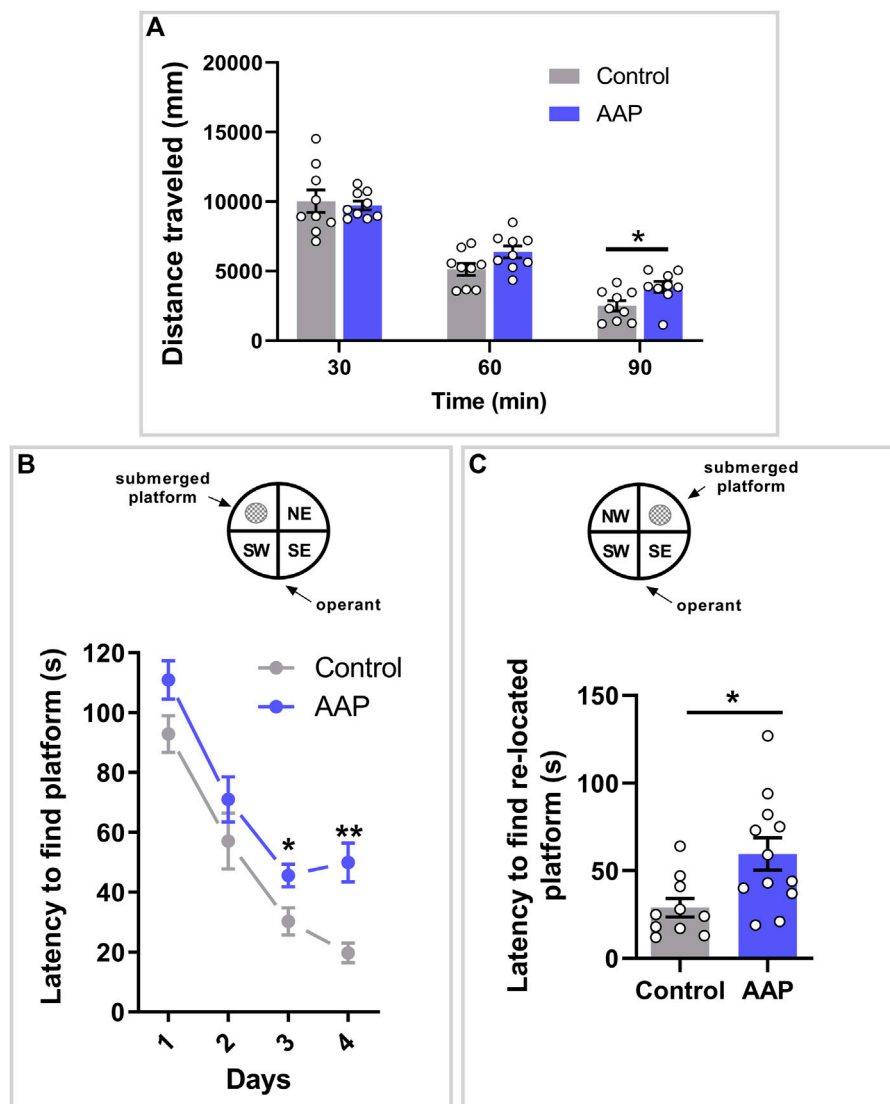 A
Distance traveled (mm)
20000
15000
10000
5000
0
Control
AAP
*
30
60
90
Time (min)
B
submerged
platform
NE
SW
SE
operant
Latency to find platform (s)
120
100
80
60
40
20
0
Control
AAP
*
**
1
2
3
4
Days
C
submerged
platform
NW
SW
SE
operant
Latency to find re-located
platform (s)
150
100
50
0
*
Control
AAP